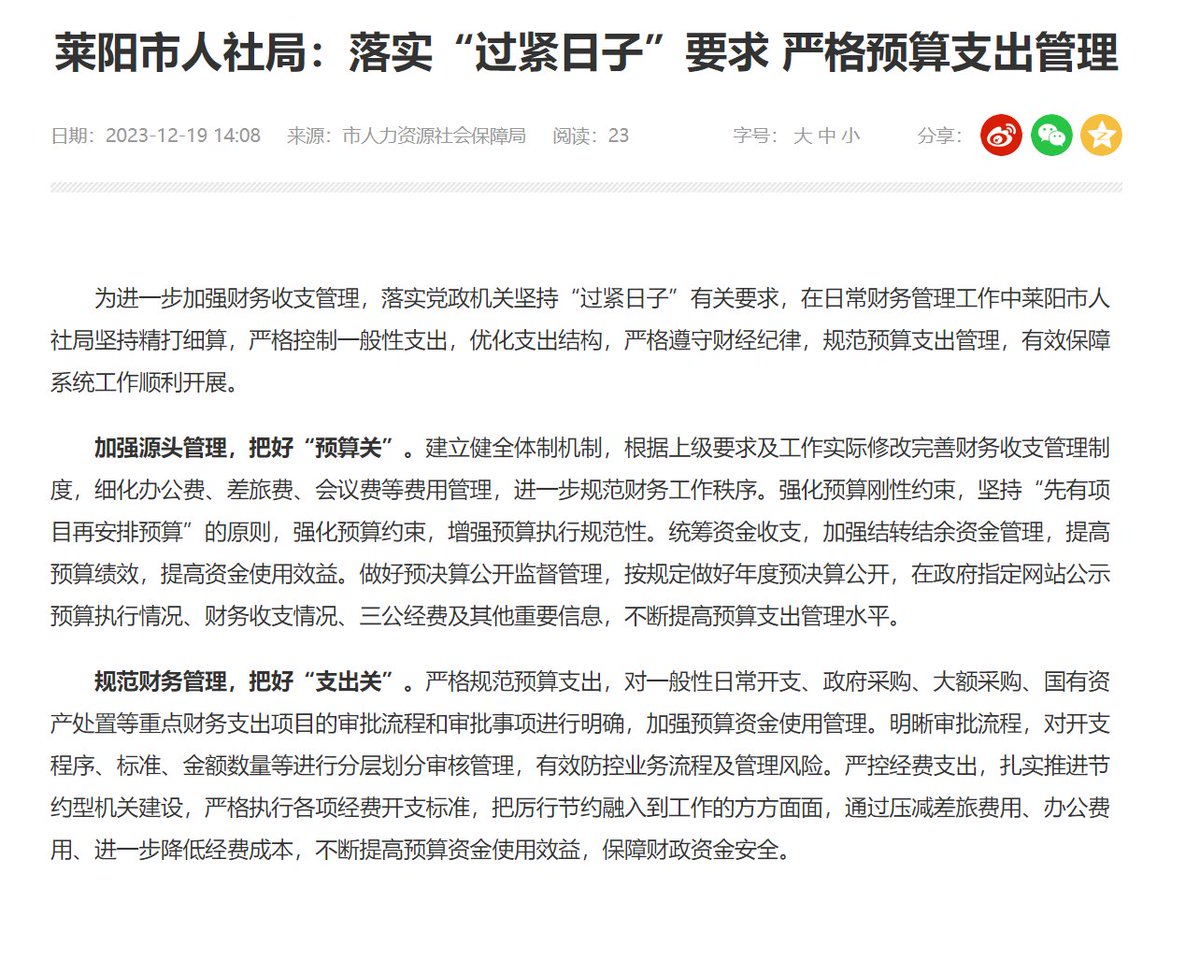 莱阳市人社局：落实“过紧日子”要求 严格预算支出管理
日期：2023-12-19 14:08 来源：市人力资源社会保障局 阅读：23 字号：大 中 小 分享：
为进一步加强财务收支管理，落实党政机关坚持“过紧日子”有关要求，在日常财务管理工作中莱阳市人
社局坚持精打细算，严格控制一般性支出，优化支出结构，严格遵守财经纪律，规范预算支出管理，有效保障
系统工作顺利开展。
加强源头管理，把好“预算关”。建立健全体制机制，根据上级要求及工作实际修改完善财务收支管理制
度，细化办公费、差旅费、会议费等费用管理，进一步规范财务工作秩序。强化预算刚性约束，坚持“先有项
目再安排预算”的原则，强化预算约束，增强预算执行规范性。统筹资金收支，加强结转结余资金管理，提高
预算绩效，提高资金使用效益。做好预决算公开监督管理，按规定做好年度预决算公开，在政府指定网站公示
预算执行情况、财务收支情况、三公经费及其他重要信息，不断提高预算支出管理水平。
规范财务管理，把好“支出关”。严格规范预算支出，对一般性日常开支、政府采购、大额采购、国有资
产处置等重点财务支出项目的审批流程和审批事项进行明确，加强预算资金使用管理。明晰审批流程，对开支
程序、标准、金额数量等进行分层划分审核管理，有效防控业务流程及管理风险。严控经费支出，扎实推进节
约型机关建设，严格执行各项经费开支标准，把厉行节约融入到工作的方方面面，通过压减差旅费用、办公费
用、进一步降低经费成本，不断提高预算资金使用效益，保障财政资金安全。